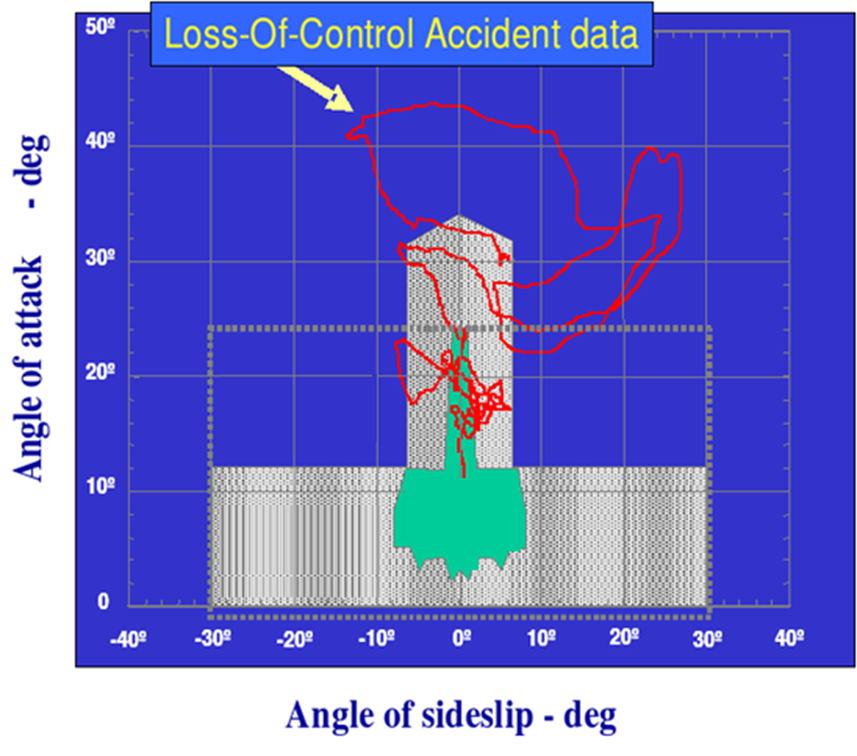 Loss-Of-Control Accident data
50º
40º
30º
20º
10º
0
-40º -30º -20º -10º 0º 10º 20º 30º 40º
Angle of attack - deg
Angle of sideslip - deg